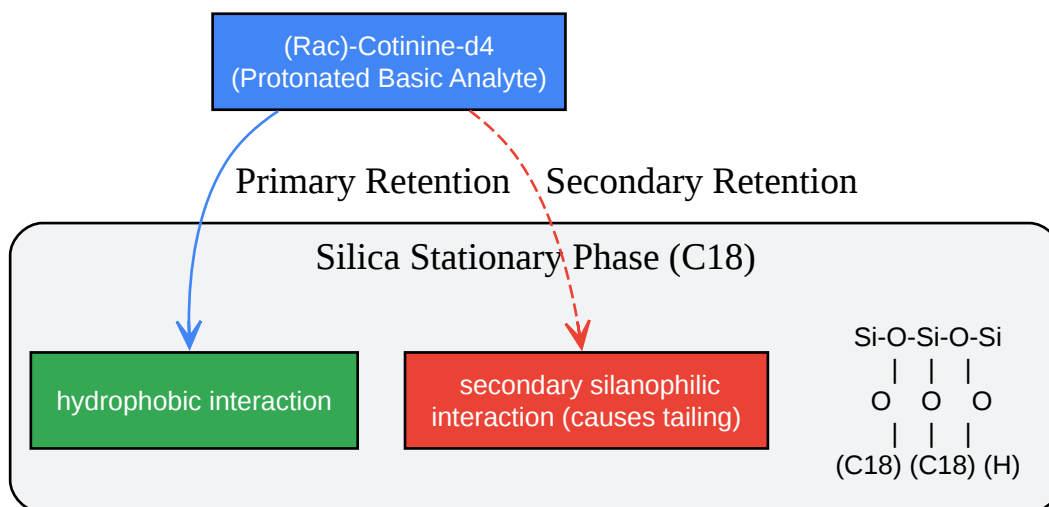 (Rac)-Cotinine-d4
(Protonated Basic Analyte)
Primary Retention
Secondary Retention
Silica Stationary Phase (C18)
hydrophobic interaction
secondary silanophilic
interaction (causes tailing)
Si-O-Si-O-Si
| | |
O O O
| | |
(C18) (C18) (H)